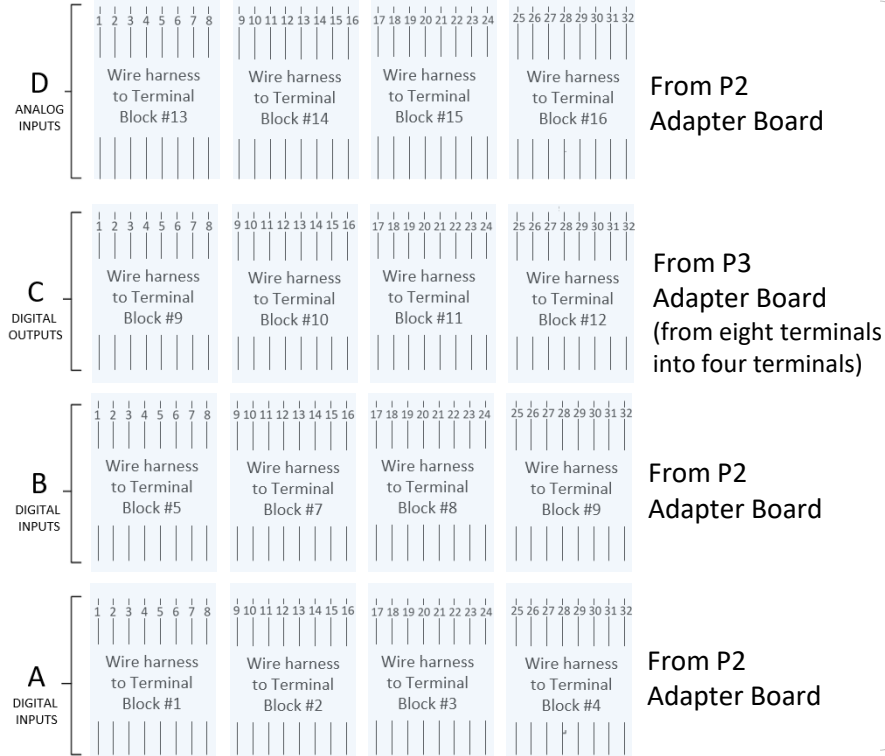 1 2 3 4 5 6 7 8
9 10 11 12 13 14 15 16
17 18 19 20 21 22 23 24
25 26 27 28 29 30 31 32
D
ANALOG
INPUTS
Wire harness
to Terminal
Block #13
Wire harness
to Terminal
Block #14
Wire harness
to Terminal
Block #15
Wire harness
to Terminal
Block #16
From P2
Adapter Board
1 2 3 4 5 6 7 8
9 10 11 12 13 14 15 16
17 18 19 20 21 22 23 24
25 26 27 28 29 30 31 32
C
DIGITAL
OUTPUTS
Wire harness
to Terminal
Block #9
Wire harness
to Terminal
Block #10
Wire harness
to Terminal
Block #11
Wire harness
to Terminal
Block #12
From P3
Adapter Board
(from eight terminals
into four terminals)
1 2 3 4 5 6 7 8
9 10 11 12 13 14 15 16
17 18 19 20 21 22 23 24
25 26 27 28 29 30 31 32
B
DIGITAL
INPUTS
Wire harness
to Terminal
Block #5
Wire harness
to Terminal
Block #7
Wire harness
to Terminal
Block #8
Wire harness
to Terminal
Block #9
From P2
Adapter Board
1 2 3 4 5 6 7 8
9 10 11 12 13 14 15 16
17 18 19 20 21 22 23 24
25 26 27 28 29 30 31 32
A
DIGITAL
INPUTS
Wire harness
to Terminal
Block #1
Wire harness
to Terminal
Block #2
Wire harness
to Terminal
Block #3
Wire harness
to Terminal
Block #4
From P2
Adapter Board